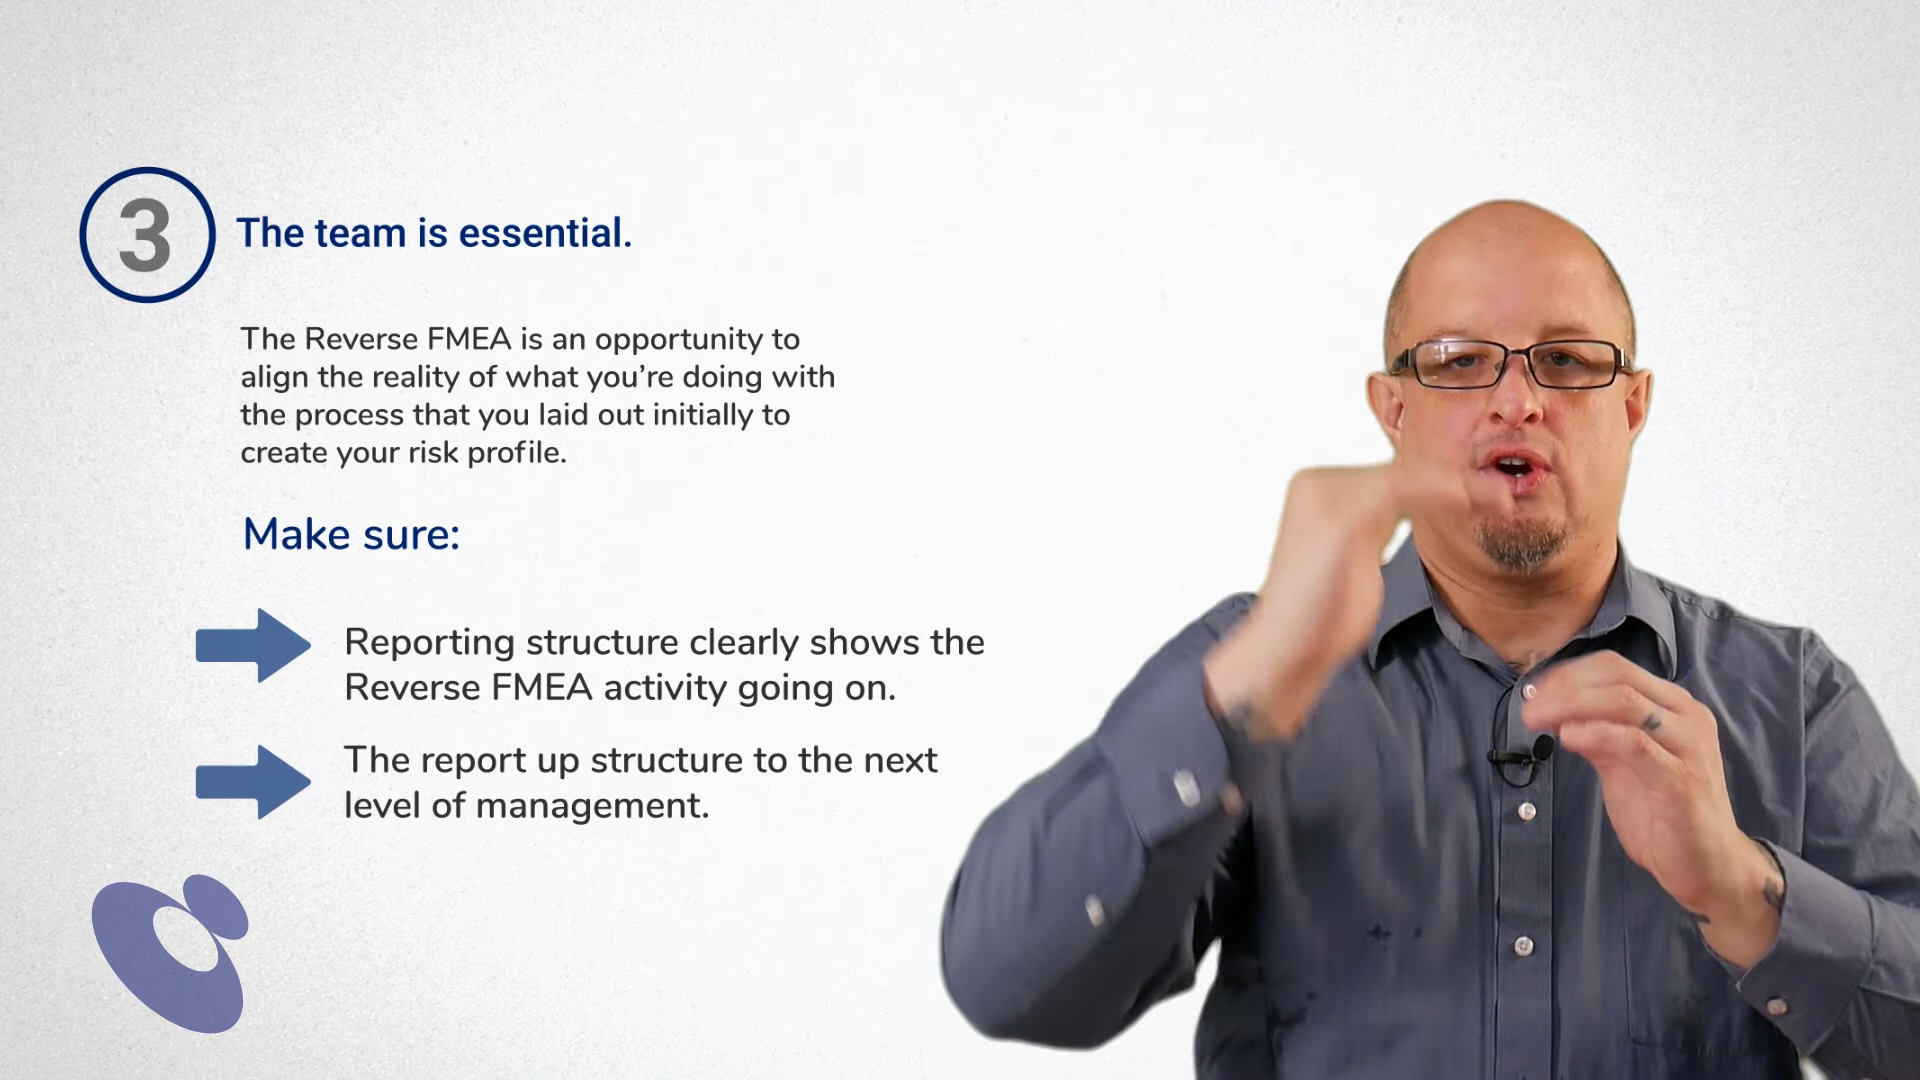 3
The team is essential.
The Reverse FMEA is an opportunity to
align the reality of what you’re doing with
the process that you laid out initially to
create your risk profile.
Make sure:
Reporting structure clearly shows the
Reverse FMEA activity going on.
The report up structure to the next
level of management.